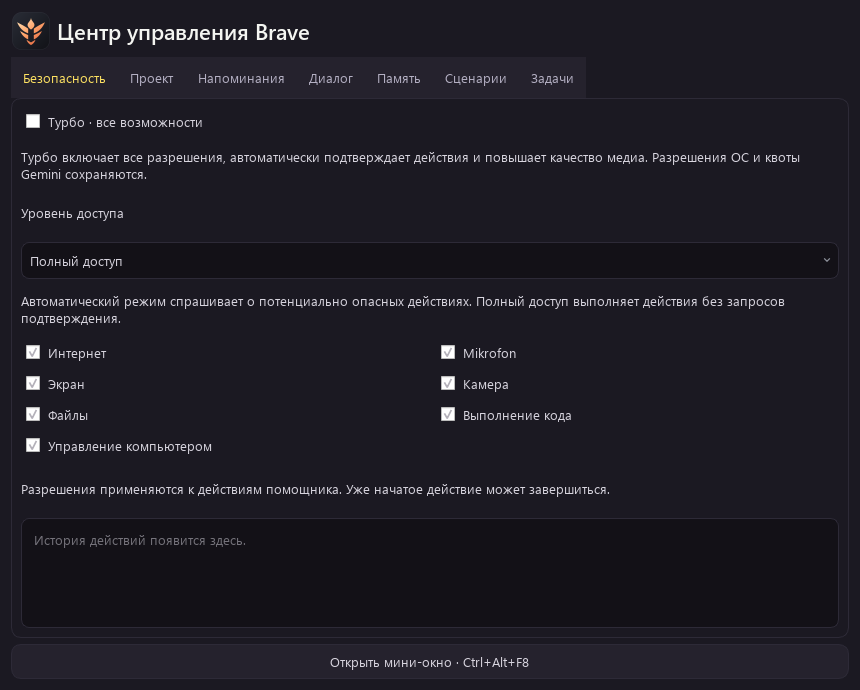 Центр управления Brave
Безопасность Проект Напоминания Диалог Память Сценарии Задачи
Турбо · все возможности
Турбо включает все разрешения, автоматически подтверждает действия и повышает качество медиа. Разрешения ОС и квоты
Gemini сохраняются.
Уровень доступа
Полный доступ
Автоматический режим спрашивает о потенциально опасных действиях. Полный доступ выполняет действия без запросов
подтверждения.
Интернет Mikrofon
Экран Камера
Файлы Выполнение кода
Управление компьютером
Разрешения применяются к действиям помощника. Уже начатое действие может завершиться.
История действий появится здесь.
Открыть мини-окно · Ctrl+Alt+F8